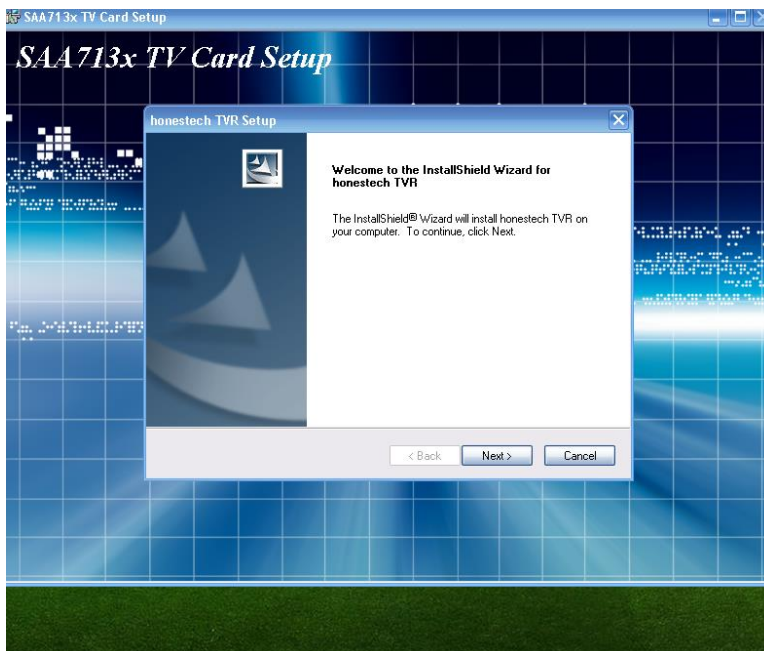 SAA713x TV Card Setup
SAA713x TV Card Setup
honestech TVR Setup
Welcome to the InstallShield Wizard for
honestech TVR
The InstallShield® Wizard will install honestech TVR on
your computer. To continue, click Next.
< Back
Next >
Cancel